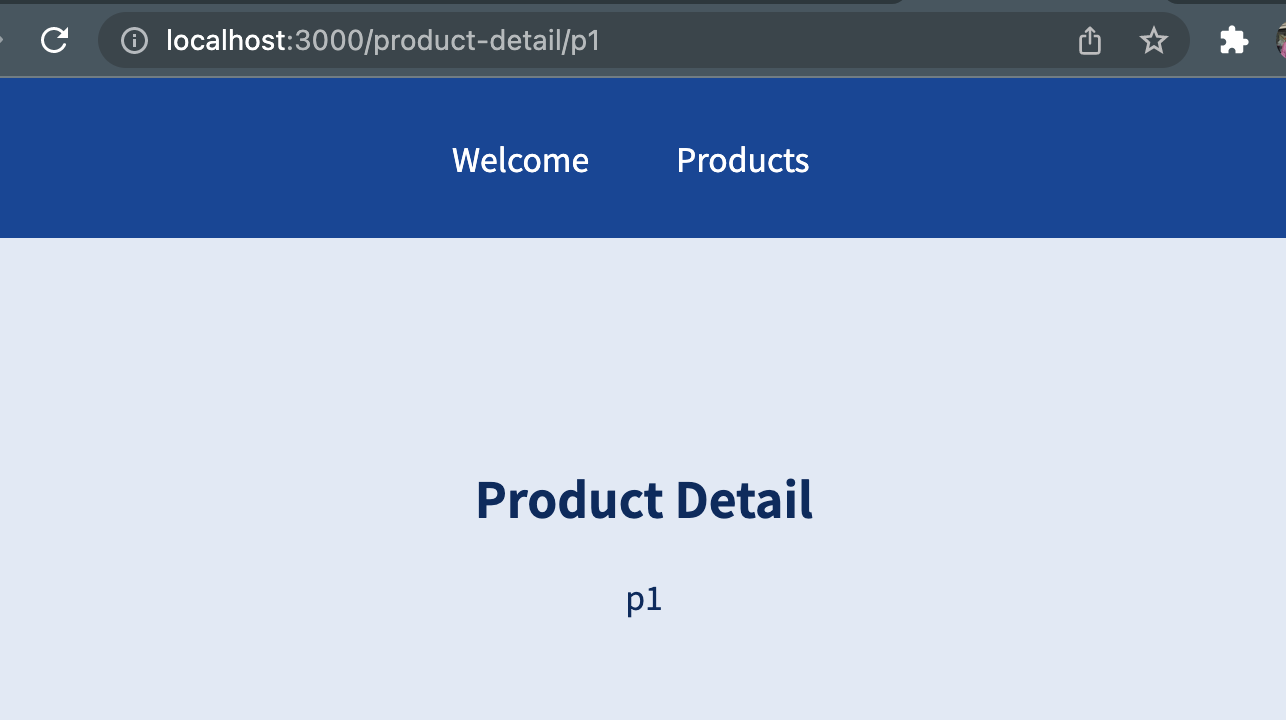 localhost:3000/product-detail/p1
Welcome Products
Product Detail
p1